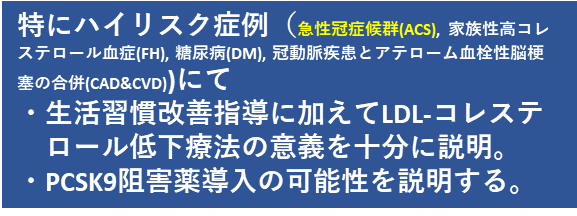 特にハイリスク症例（急性冠症候群(ACS), 家族性高コレ
ステロール血症(FH), 糖尿病(DM), 冠動脈疾患とアテローム血栓性脳梗
塞の合併(CAD&CVD))にて
・生活習慣改善指導に加えてLDL-コレステ
ロール低下療法の意義を十分に説明。
・PCSK9阻害薬導入の可能性を説明する。